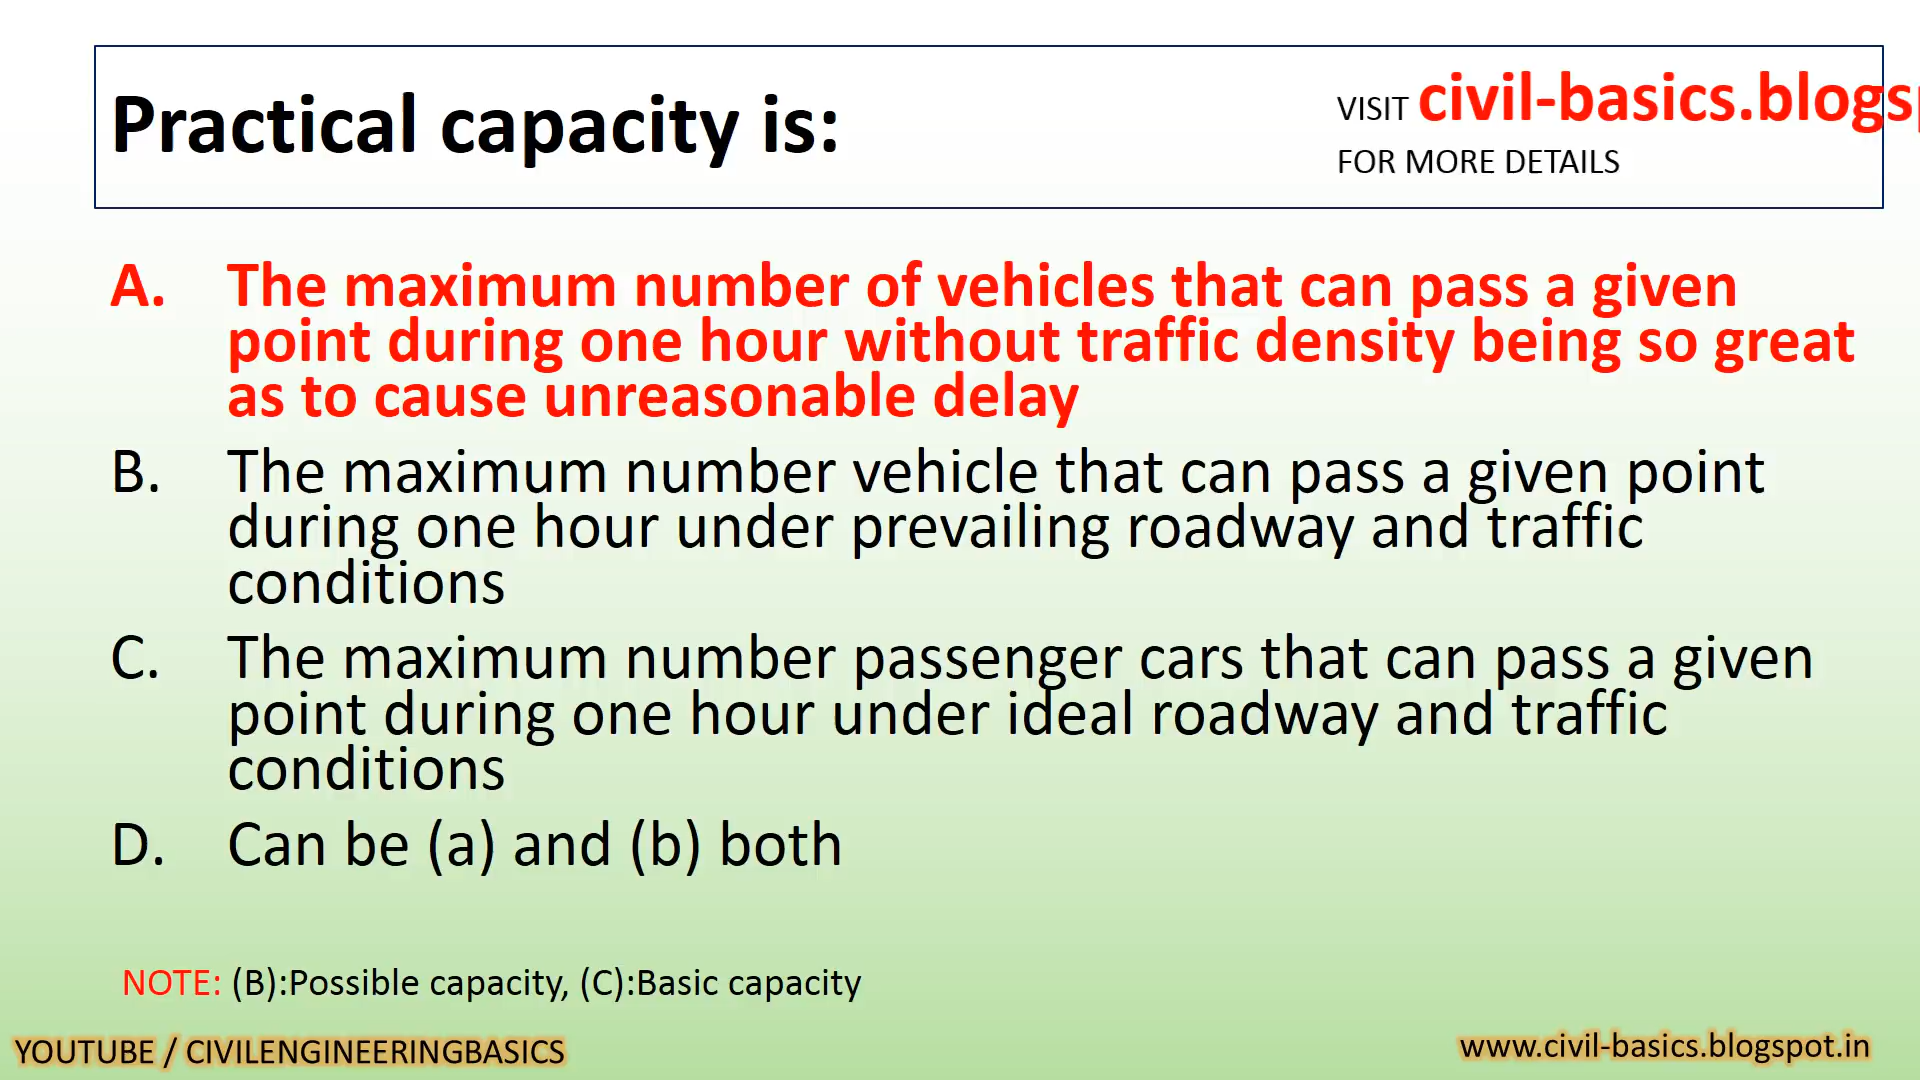 Practical capacity is:
VISIT civil-basics.blogsp
FOR MORE DETAILS
A. The maximum number of vehicles that can pass a given
point during one hour without traffic density being so great
as to cause unreasonable delay
B. The maximum number vehicle that can pass a given point
during one hour under prevailing roadway and traffic
conditions
C. The maximum number passenger cars that can pass a given
point during one hour under ideal roadway and traffic
conditions
D. Can be (a) and (b) both
NOTE: (B):Possible capacity, (C):Basic capacity
YOUTUBE / CIVILENGINEERINGBASICS
www.civil-basics.blogspot.in